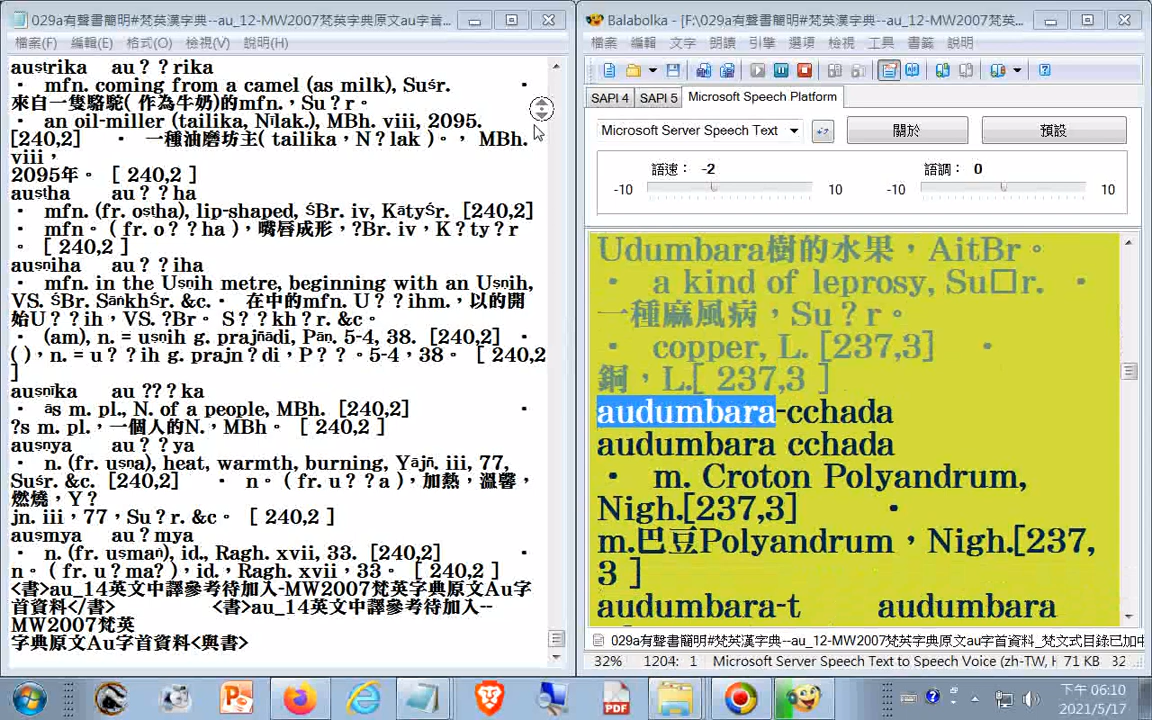 029a有聲書簡明#梵英漢字典--au_12-MW2007梵英字典原文au字首...
檔案(F) 編輯(E) 格式(O) 檢視(V) 說明(H)
auṣṭrika au？？rika
• mfn. coming from a camel (as milk), Suśr. •
來自一隻駱駝( 作為牛奶)的mfn.，Su？r。
• an oil-miller (tailika, Nīlak.), MBh. viii, 2095.
[240,2] • 一種油磨坊主( tailika，N？lak )。， MBh.
viii，
2095年。 [ 240,2 ]
auṣṭha au？？ha
• mfn. (fr. oṣṭha), lip-shaped, ŚBr. iv, KātyŚr. [240,2]
• mfn。( fr. o？？ha )，嘴唇成形，?Br. iv，K？ty？r
。 [ 240,2 ]
auṣṇiha au？？iha
• mfn. in the Uṣṇih metre, beginning with an Uṣṇih,
VS. ŚBr. SāṅkhŚr. &c. • 在中的mfn. U？？ihm.，以的開
始U？？ih，VS. ?Br。 S？？kh？r. &c。
• (am), n. = uṣṇih g. prajñādi, Pāṇ. 5-4, 38. [240,2] •
( )，n. = u？？ih g. prajn？di，P？？。5-4，38。 [ 240,2
]
auṣṇīka au ???ka
• ās m. pl., N. of a people, MBh. [240,2] •
?s m. pl.，一個人的N.，MBh。 [ 240,2 ]
auṣṇya au？？ya
• n. (fr. uṣṇa), heat, warmth, burning, Yājñ. iii, 77,
Suśr. &c. [240,2] • n。( fr. u？？a )，加熱，溫馨，
燃燒，Y？
jn. iii，77，Su？r. &c。 [ 240,2 ]
auṣmya au？mya
• n. (fr. uṣman), id., Ragh. xvii, 33. [240,2] •
n。( fr. u？ma? )，id.，Ragh. xvii，33。 [ 240,2 ]
<書>au_14英文中譯參考待加入-MW2007梵英字典原文Au字
首資料</書> <書>au_14英文中譯參考待加入--
MW2007梵英
字典原文Au字首資料<與書>
Balabolka - [F:\029a有聲書簡明#梵英漢字典--au_12-MW2007梵英...
檔案 編輯 文字 朗讀 引擎 選項 檢視 工具 書籤 說明
SAPI 4 SAPI 5 Microsoft Speech Platform
Microsoft Server Speech Text 關於 預設
語速： -2 語調： 0
-10 10 -10 10
Udumbara樹的水果，AitBr。
• a kind of leprosy, Su□r. •
一種麻風病，Su？r。
• copper, L. [237,3] •
銅，L.[ 237,3 ]
audumbara-cchada
audumbara cchada
• m. Croton Polyandrum,
Nigh.[237,3] •
m.巴豆Polyandrum，Nigh.[237,
3 ]
audumbara-t audumbara
029a有聲書簡明#梵英漢字典--au_12-MW2007梵英字典原文au字首資料_梵文式目錄已加中
32% 1204: 1 Microsoft Server Speech Text to Speech Voice (zh-TW, H 71 KB 32
PDF
下午 06:10
2021/5/17